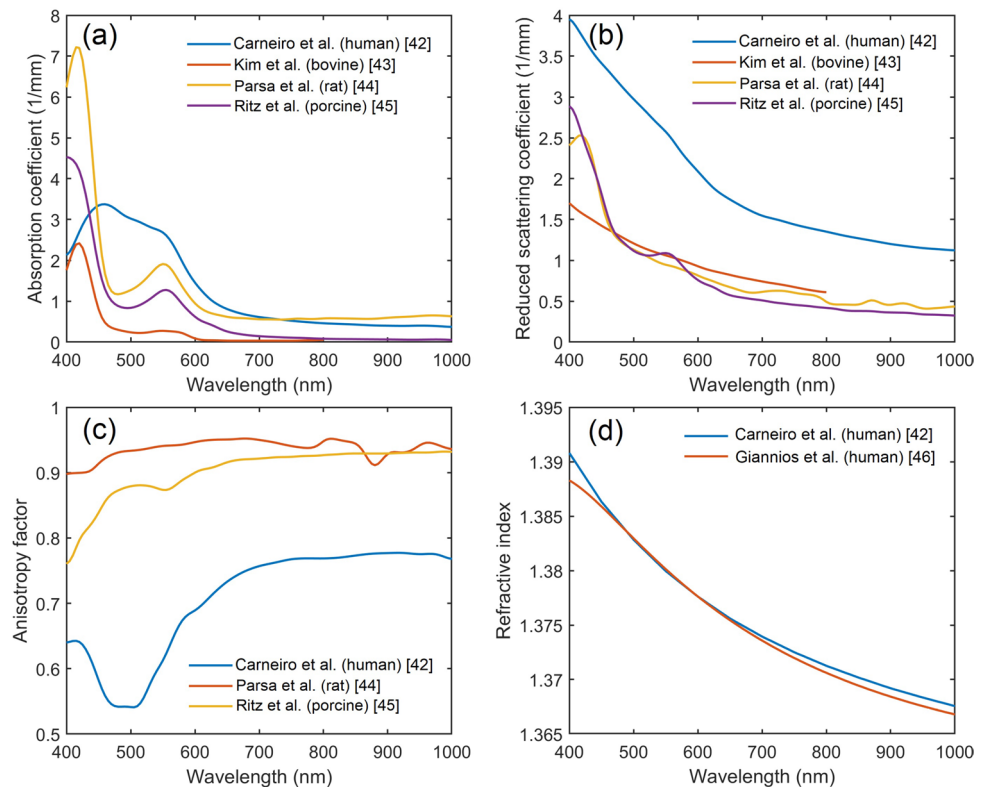 (a)
Carneiro et al. (human) [42]
Kim et al. (bovine) [43]
Parsa et al. (rat) [44]
Ritz et al. (porcine) [45]
Absorption coefficient (1/mm)
8
7
6
5
4
3
2
1
0
400 500 600 700 800 900 1000
Wavelength (nm)
(b)
Carneiro et al. (human) [42]
Kim et al. (bovine) [43]
Parsa et al. (rat) [44]
Ritz et al. (porcine) [45]
Reduced scattering coefficient (1/mm)
4
3.5
3
2.5
2
1.5
1
0.5
0
400 500 600 700 800 900 1000
Wavelength (nm)
(c)
Anisotropy factor
1
0.9
0.8
0.7
0.6
0.5
Carneiro et al. (human) [42]
Parsa et al. (rat) [44]
Ritz et al. (porcine) [45]
400 500 600 700 800 900 1000
Wavelength (nm)
(d)
Carneiro et al. (human) [42]
Giannios et al. (human) [46]
Refractive index
1.395
1.39
1.385
1.38
1.375
1.37
1.365
400 500 600 700 800 900 1000
Wavelength (nm)